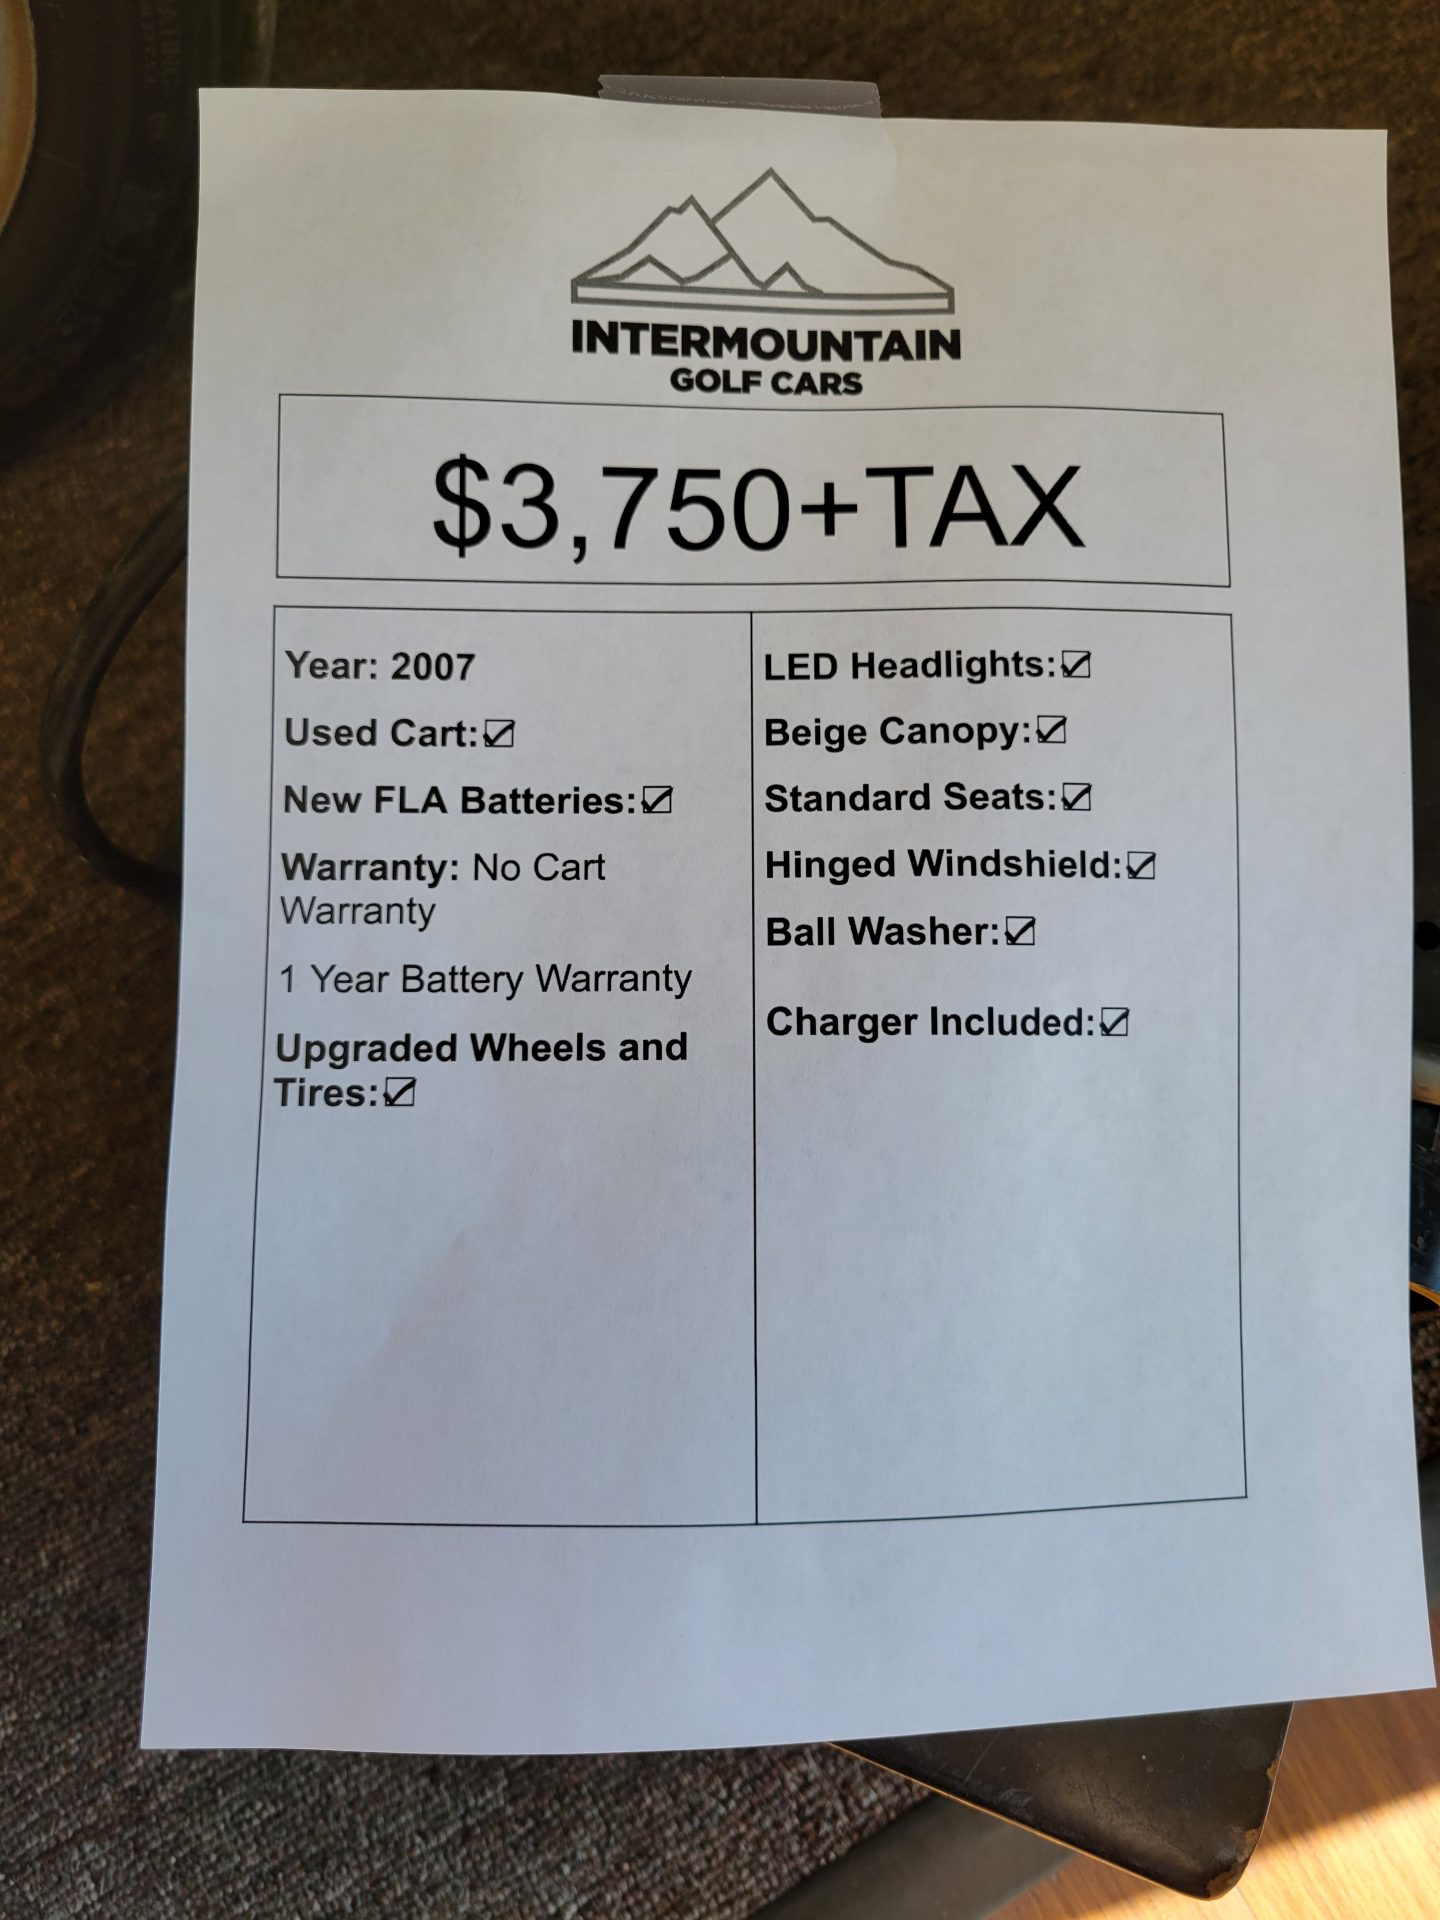 INTERMOUNTAIN
GOLF CARS
$3,750+TAX
Year: 2007
Used Cart:☑
New FLA Batteries:☑
Warranty: No Cart
Warranty
1 Year Battery Warranty
Upgraded Wheels and
Tires:☑
LED Headlights:☑
Beige Canopy:☑
Standard Seats:☑
Hinged Windshield:☑
Ball Washer:☑
Charger Included:☑